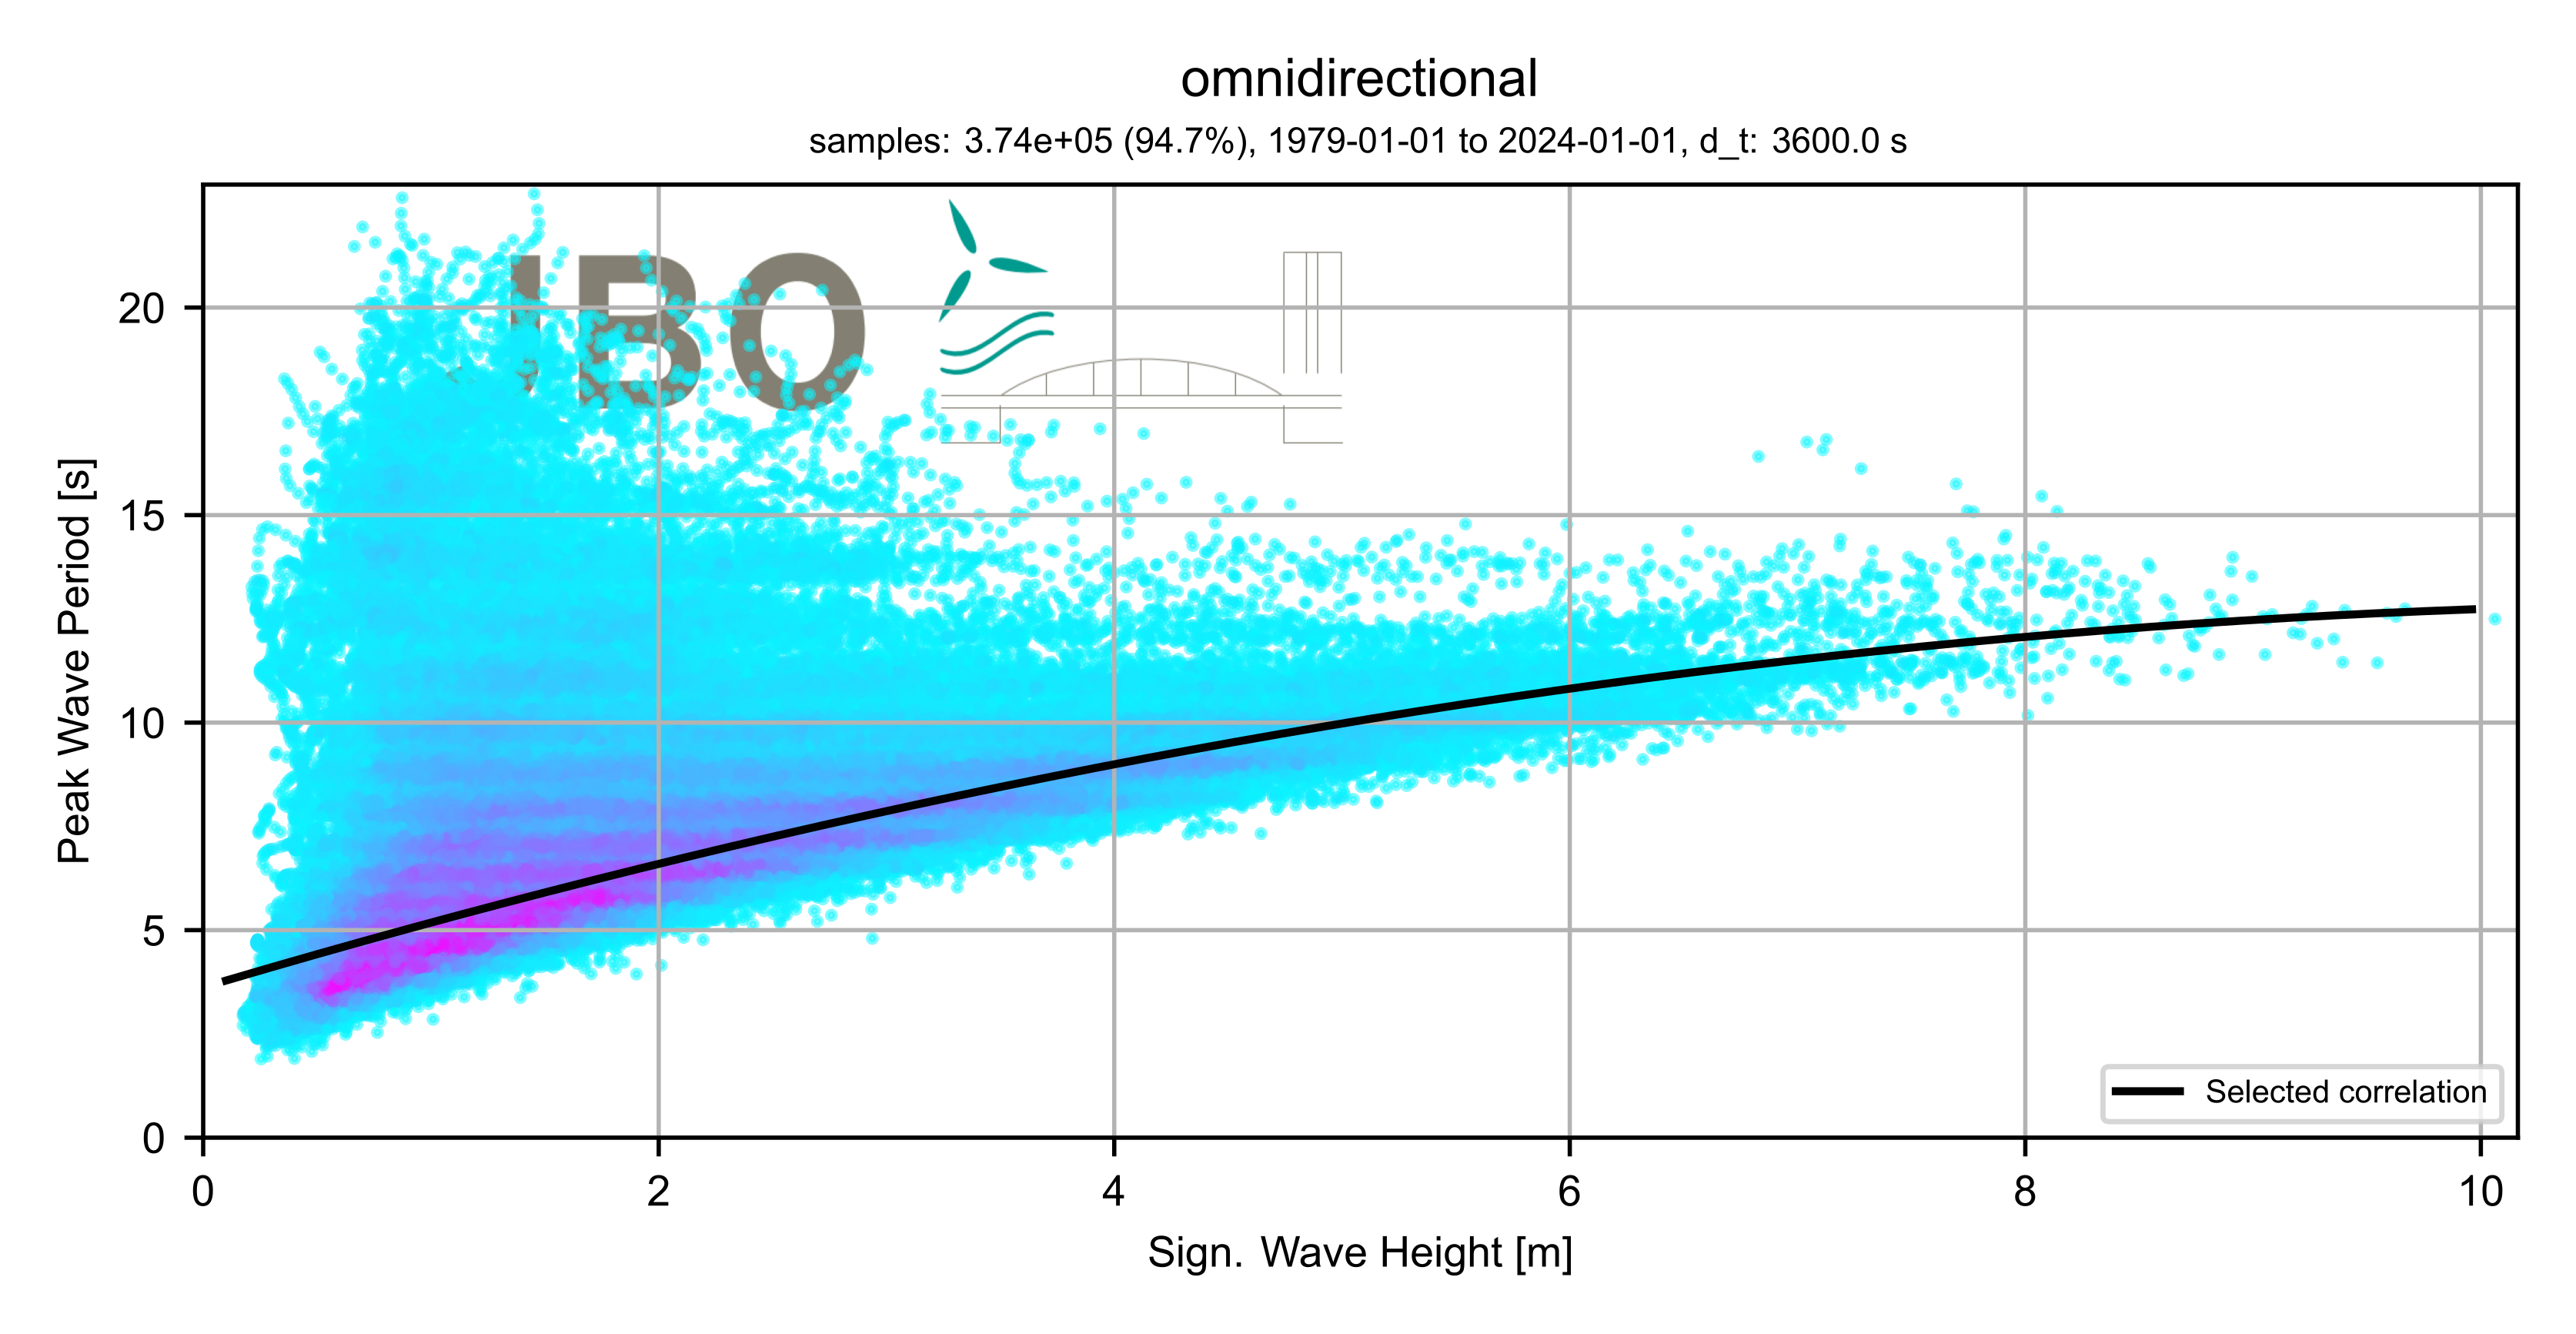 omnidirectional
samples: 3.74e+05 (94.7%), 1979-01-01 to 2024-01-01, d_t: 3600.0 s
JBO
20
15
10
5
0
Peak Wave Period [s]
0 2 4 6 8 10
Sign. Wave Height [m]
Selected correlation